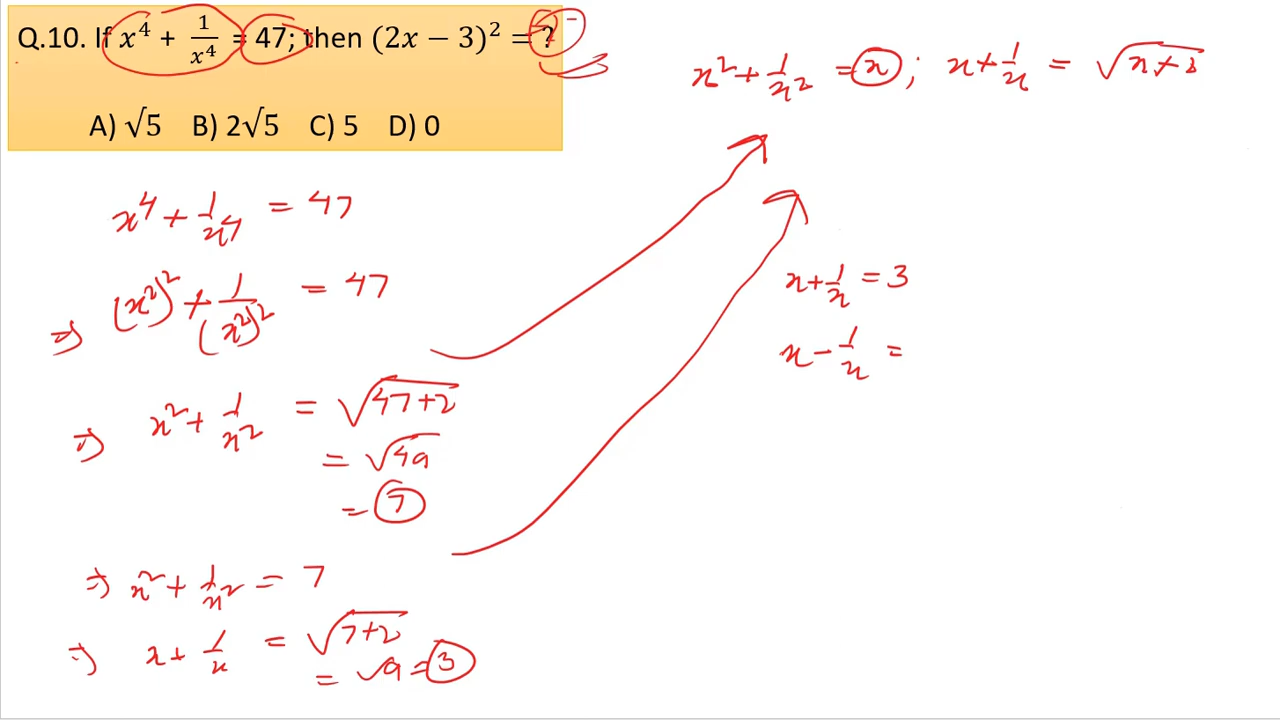 Q.10. If x⁴ + 1/x⁴ = 47; then (2x − 3)² = ?
A) √5 B) 2√5 C) 5 D) 0
x⁴ + 1/x⁴ = 47
⇒ (x²)² + 1/(x²)² = 47
⇒ x² + 1/x² = √(47+2)
= √49
= 7
⇒ x² + 1/x² = 7
⇒ x + 1/x = √(7+2)
= √9 = 3
x² + 1/x² = n ; x + 1/x = √(n+2)
x + 1/x = 3
x − 1/x =